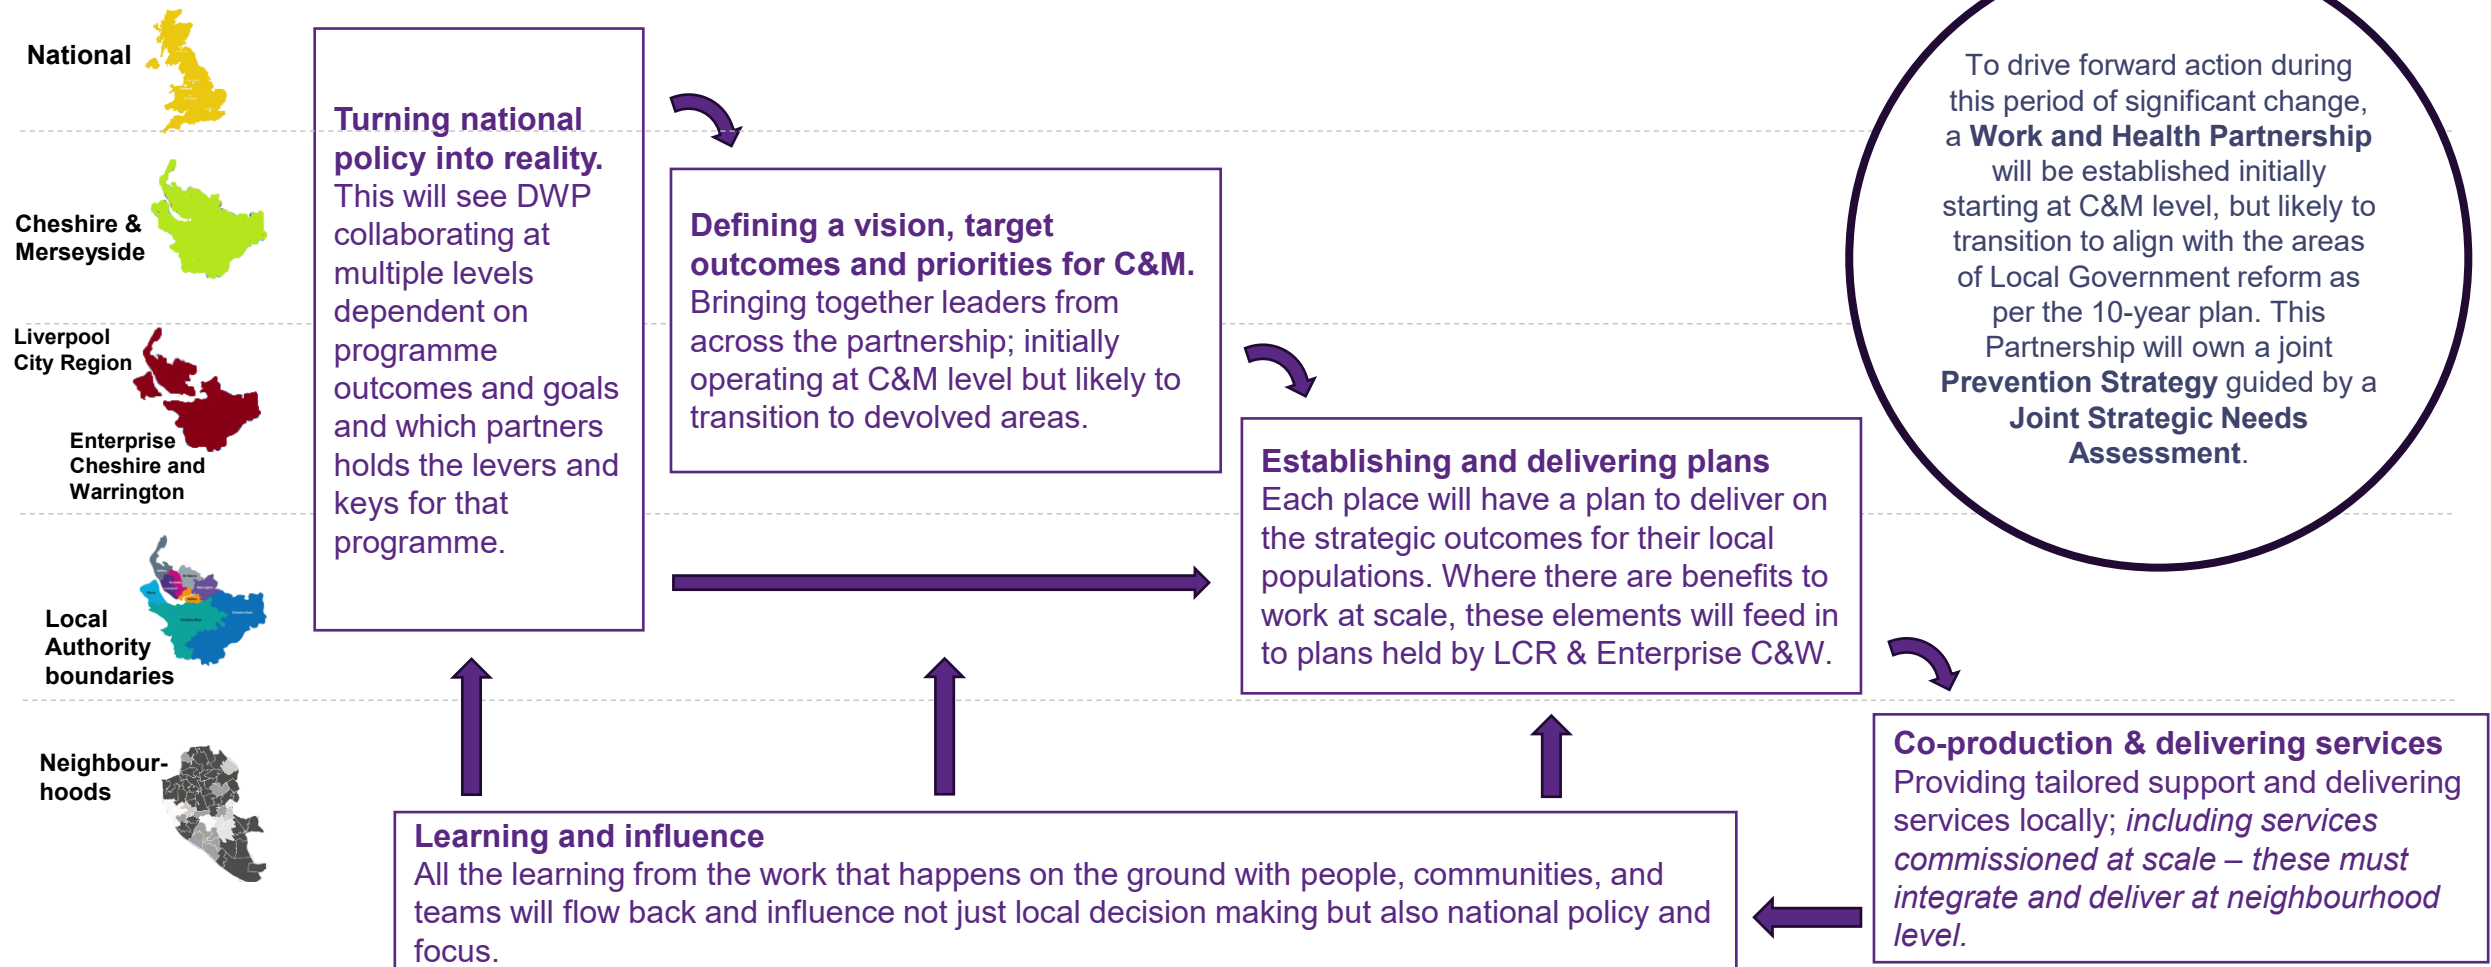 National
Cheshire &
Merseyside
Liverpool
City Region
Enterprise
Cheshire and
Warrington
Local
Authority
boundaries
Neighbour-
hoods
Turning national
policy into reality.
This will see DWP
collaborating at
multiple levels
dependent on
programme
outcomes and goals
and which partners
holds the levers and
keys for that
programme.
Defining a vision, target
outcomes and priorities for C&M.
Bringing together leaders from
across the partnership; initially
operating at C&M level but likely to
transition to devolved areas.
Establishing and delivering plans
Each place will have a plan to deliver on
the strategic outcomes for their local
populations. Where there are benefits to
work at scale, these elements will feed in
to plans held by LCR & Enterprise C&W.
To drive forward action during
this period of significant change,
a Work and Health Partnership
will be established initially
starting at C&M level, but likely to
transition to align with the areas
of Local Government reform as
per the 10-year plan. This
Partnership will own a joint
Prevention Strategy guided by a
Joint Strategic Needs
Assessment.
Co-production & delivering services
Providing tailored support and delivering
services locally; including services
commissioned at scale – these must
integrate and deliver at neighbourhood
level.
Learning and influence
All the learning from the work that happens on the ground with people, communities, and
teams will flow back and influence not just local decision making but also national policy and
focus.